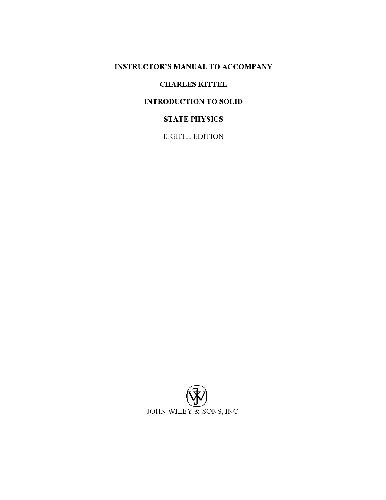 INSTRUCTOR'S MANUAL TO ACCOMPANY
CHARLES KITTEL
INTRODUCTION TO SOLID
STATE PHYSICS
EIGHTH EDITION
JOHN WILEY & SONS, INC